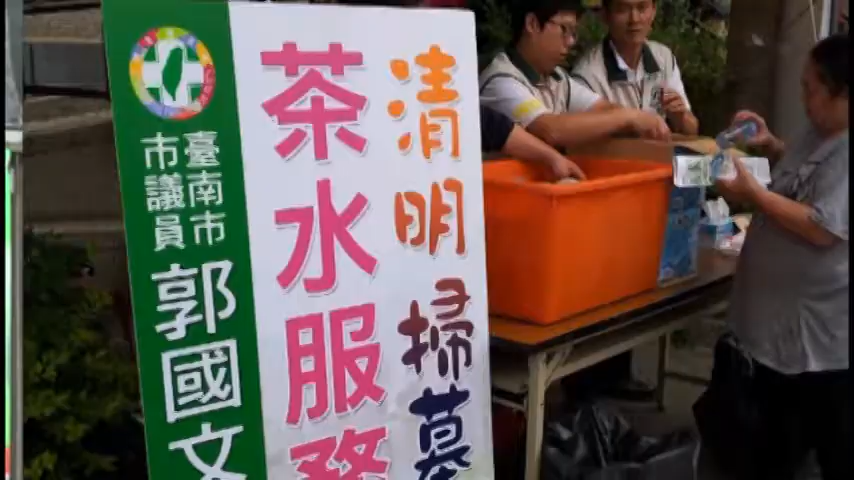 清明掃墓
茶水服務
臺南市
市議員
郭國文